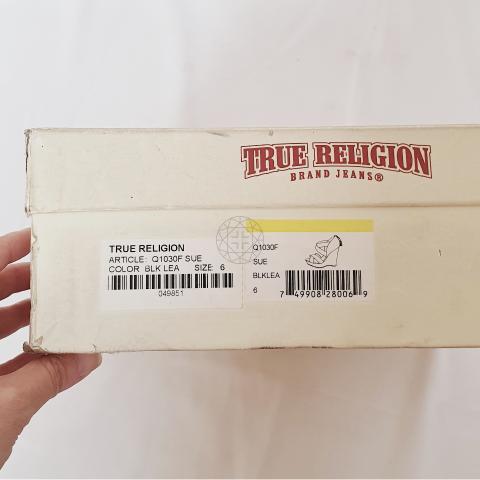 TRUE RELIGION
BRAND JEANS®
TRUE RELIGION
ARTICLE: Q1030F SUE
COLOR BLK LEA SIZE: 6
049851
Q1030F
SUE
BLKLEA
6
7 49908 28006 9